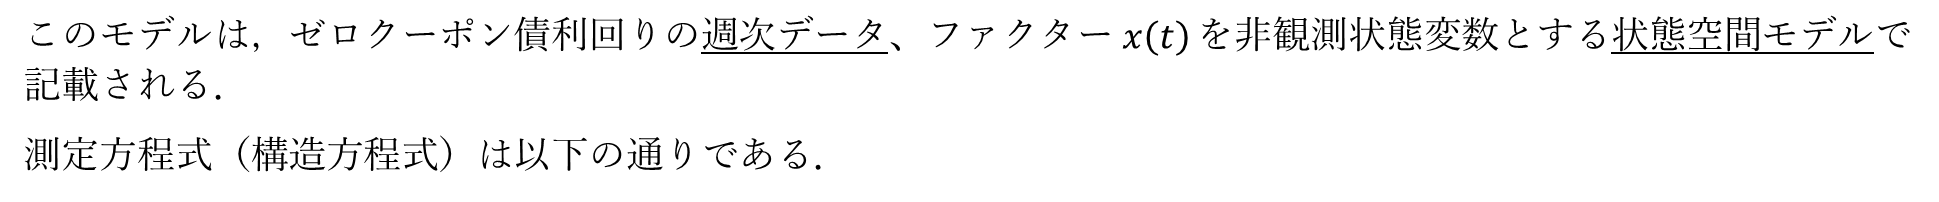 このモデルは，ゼロクーポン債利回りの週次データ、ファクター x(t) を非観測状態変数とする状態空間モデルで
記載される．
測定方程式（構造方程式）は以下の通りである．